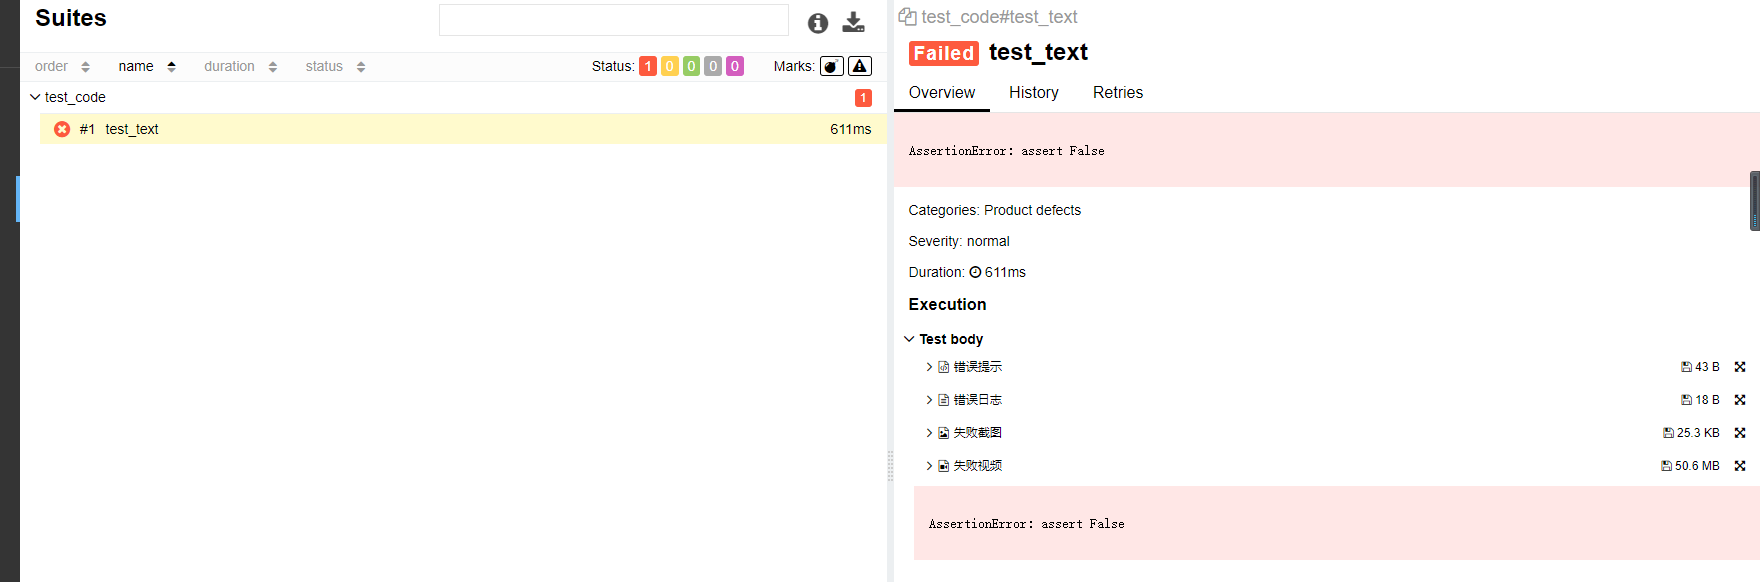 Suites
order name duration status Status: 1 0 0 0 0 Marks:
test_code 1
#1 test_text 611ms
test_code#test_text
Failed test_text
Overview History Retries
AssertionError: assert False
Categories: Product defects
Severity: normal
Duration: 611ms
Execution
Test body
错误提示 43 B
错误日志 18 B
失败截图 25.3 KB
失败视频 50.6 MB
AssertionError: assert False